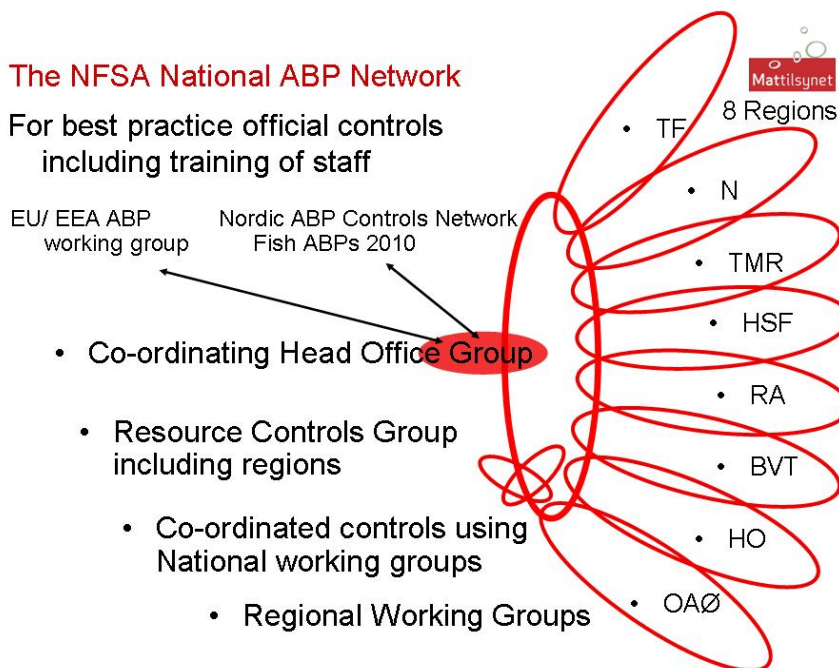 The NFSA National ABP Network
Mattilsynet
8 Regions
For best practice official controls
including training of staff
EU/ EEA ABP
working group
Nordic ABP Controls Network
Fish ABPs 2010
• Co-ordinating Head Office Group
• Resource Controls Group
including regions
• Co-ordinated controls using
National working groups
• Regional Working Groups
• TF
• N
• TMR
• HSF
• RA
• BVT
• HO
• OAØ